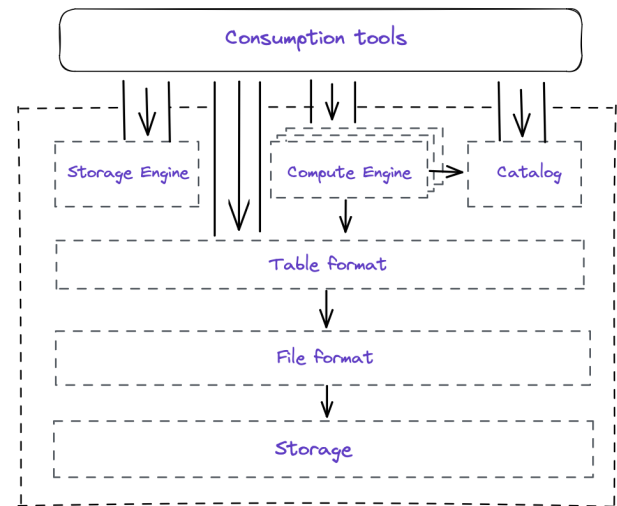 Consumption tools
Storage Engine
Compute Engine
Catalog
Table format
File format
Storage